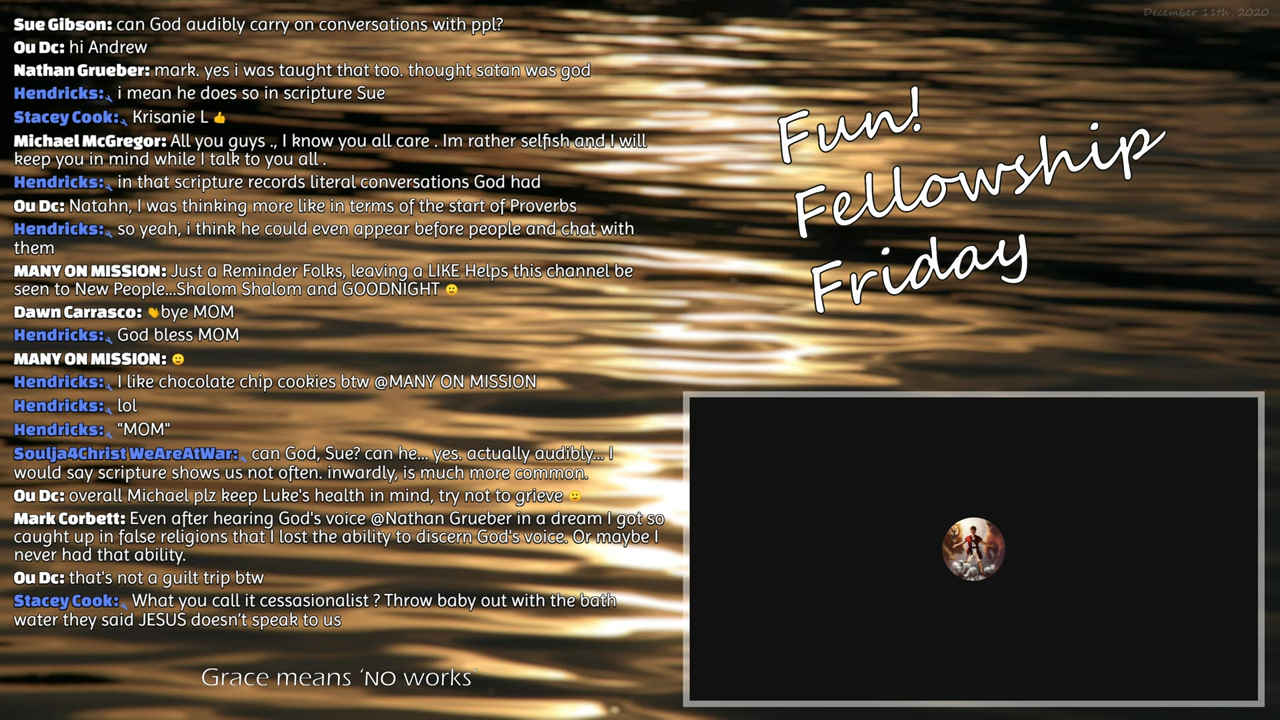 Sue Gibson: can God audibly carry on conversations with ppl?
Ou Dc: hi Andrew
Nathan Grueber: mark. yes i was taught that too. thought satan was god
Hendricks: i mean he does so in scripture Sue
Stacey Cook: Krisanie L 👍
Michael McGregor: All you guys ., I know you all care . Im rather selfish and I will
keep you in mind while I talk to you all .
Hendricks: in that scripture records literal conversations God had
Ou Dc: Natahn, I was thinking more like in terms of the start of Proverbs
Hendricks: so yeah, i think he could even appear before people and chat with
them
MANY ON MISSION: Just a Reminder Folks, leaving a LIKE Helps this channel be
seen to New People...Shalom Shalom and GOODNIGHT 🙂
Dawn Carrasco: 👋bye MOM
Hendricks: God bless MOM
MANY ON MISSION: 🙂
Hendricks: I like chocolate chip cookies btw @MANY ON MISSION
Hendricks: lol
Hendricks: "MOM"
Soulja4Christ WeAreAtWar: can God, Sue? can he... yes. actually audibly... I
would say scripture shows us not often. inwardly, is much more common.
Ou Dc: overall Michael plz keep Luke's health in mind, try not to grieve 🙂
Mark Corbett: Even after hearing God's voice @Nathan Grueber in a dream I got so
caught up in false religions that I lost the ability to discern God's voice. Or maybe I
never had that ability.
Ou Dc: that's not a guilt trip btw
Stacey Cook: What you call it cessasionalist ? Throw baby out with the bath
water they said JESUS doesn't speak to us
Grace means 'NO works'
December 11th, 2020
Fun!
Fellowship
Friday